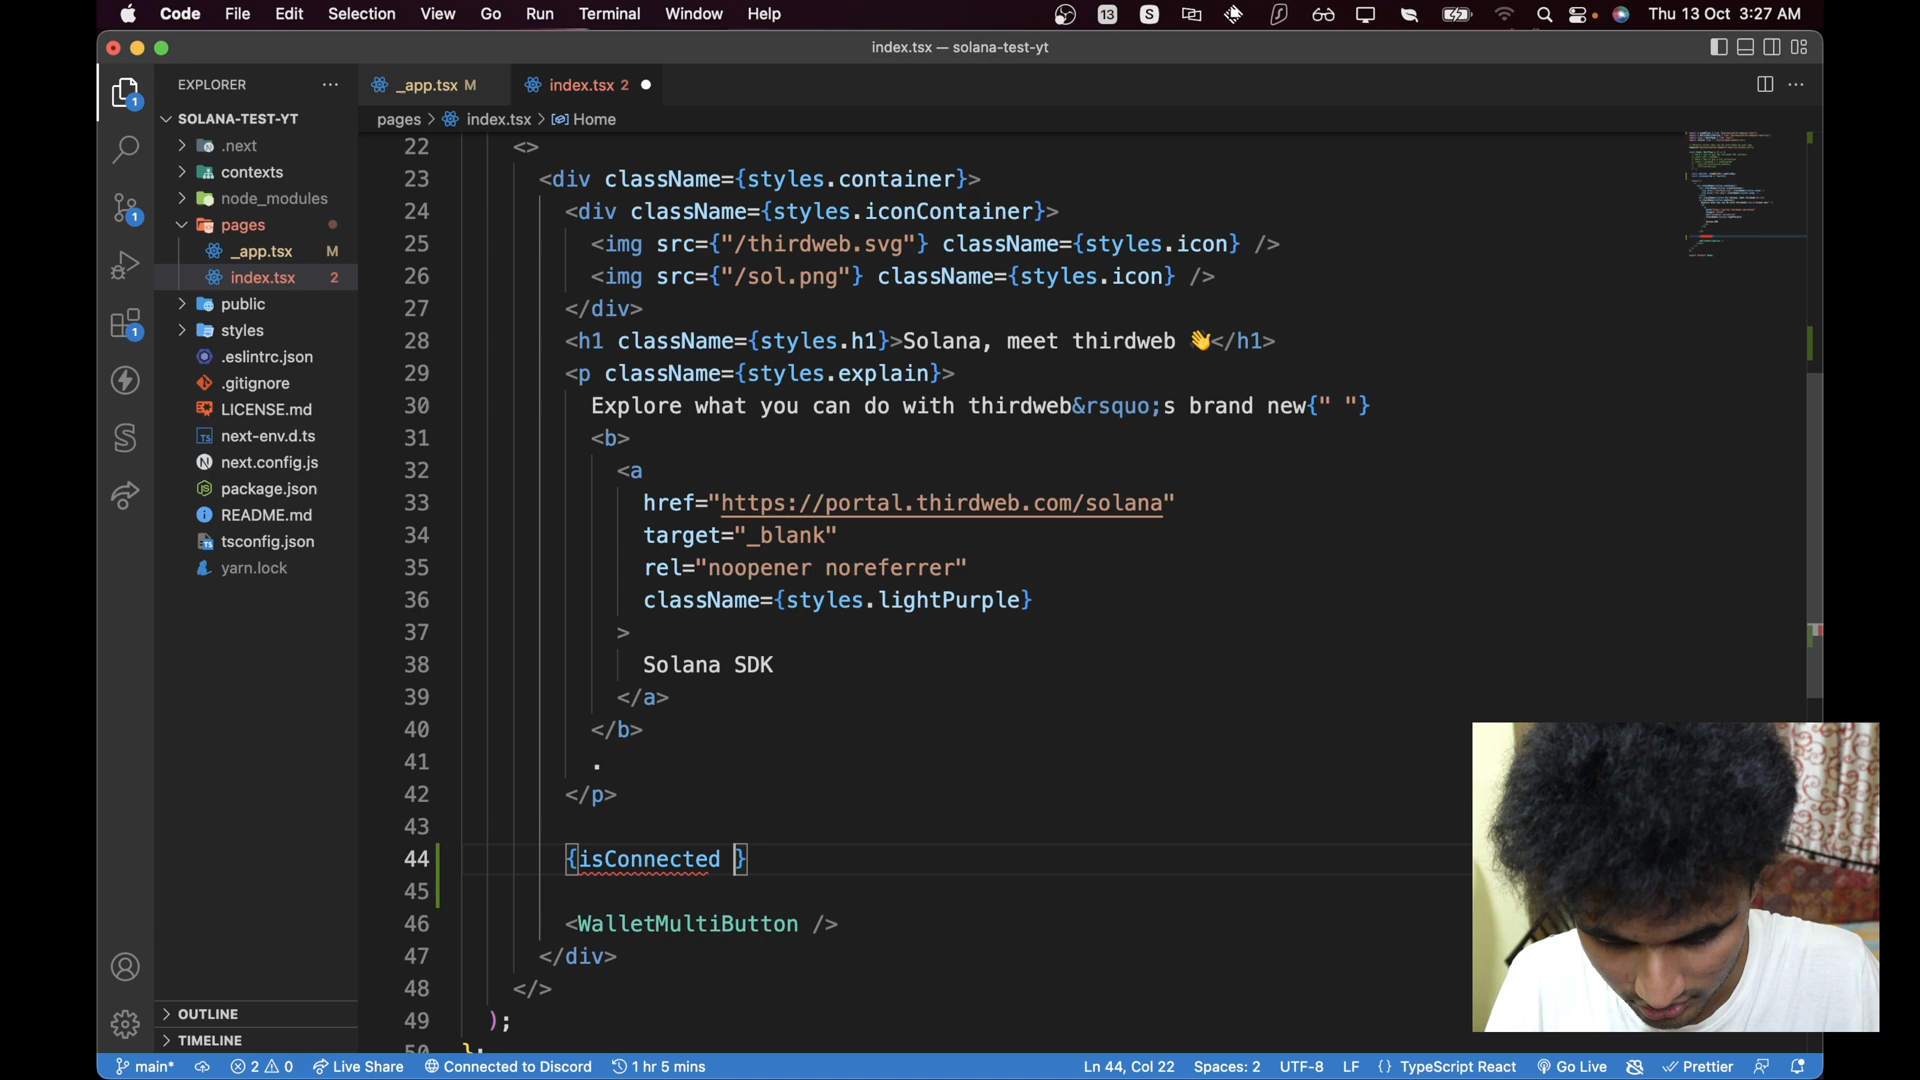 Code File Edit Selection View Go Run Terminal Window Help 13 S Thu 13 Oct 3:27 AM
index.tsx — solana-test-yt
EXPLORER
_app.tsx M
index.tsx 2
pages > index.tsx > Home
SOLANA-TEST-YT
.next
contexts
node_modules
pages
_app.tsx M
index.tsx 2
public
styles
.eslintrc.json
.gitignore
LICENSE.md
next-env.d.ts
next.config.js
package.json
README.md
tsconfig.json
yarn.lock
OUTLINE
TIMELINE
1
1
1
22 <>
23 <div className={styles.container}>
24 <div className={styles.iconContainer}>
25 <img src={"/thirdweb.svg"} className={styles.icon} />
26 <img src={"/sol.png"} className={styles.icon} />
27 </div>
28 <h1 className={styles.h1}>Solana, meet thirdweb 👋</h1>
29 <p className={styles.explain}>
30 Explore what you can do with thirdweb&rsquo;s brand new{" "}
31 <b>
32 <a
33 href="https://portal.thirdweb.com/solana"
34 target="_blank"
35 rel="noopener noreferrer"
36 className={styles.lightPurple}
37 >
38 Solana SDK
39 </a>
40 </b>
41 .
42 </p>
43
44 {isConnected }
45
46 <WalletMultiButton />
47 </div>
48 </>
49 );
50 };
main* 2 0 Live Share Connected to Discord 1 hr 5 mins Ln 44, Col 22 Spaces: 2 UTF-8 LF {} TypeScript React Go Live Prettier